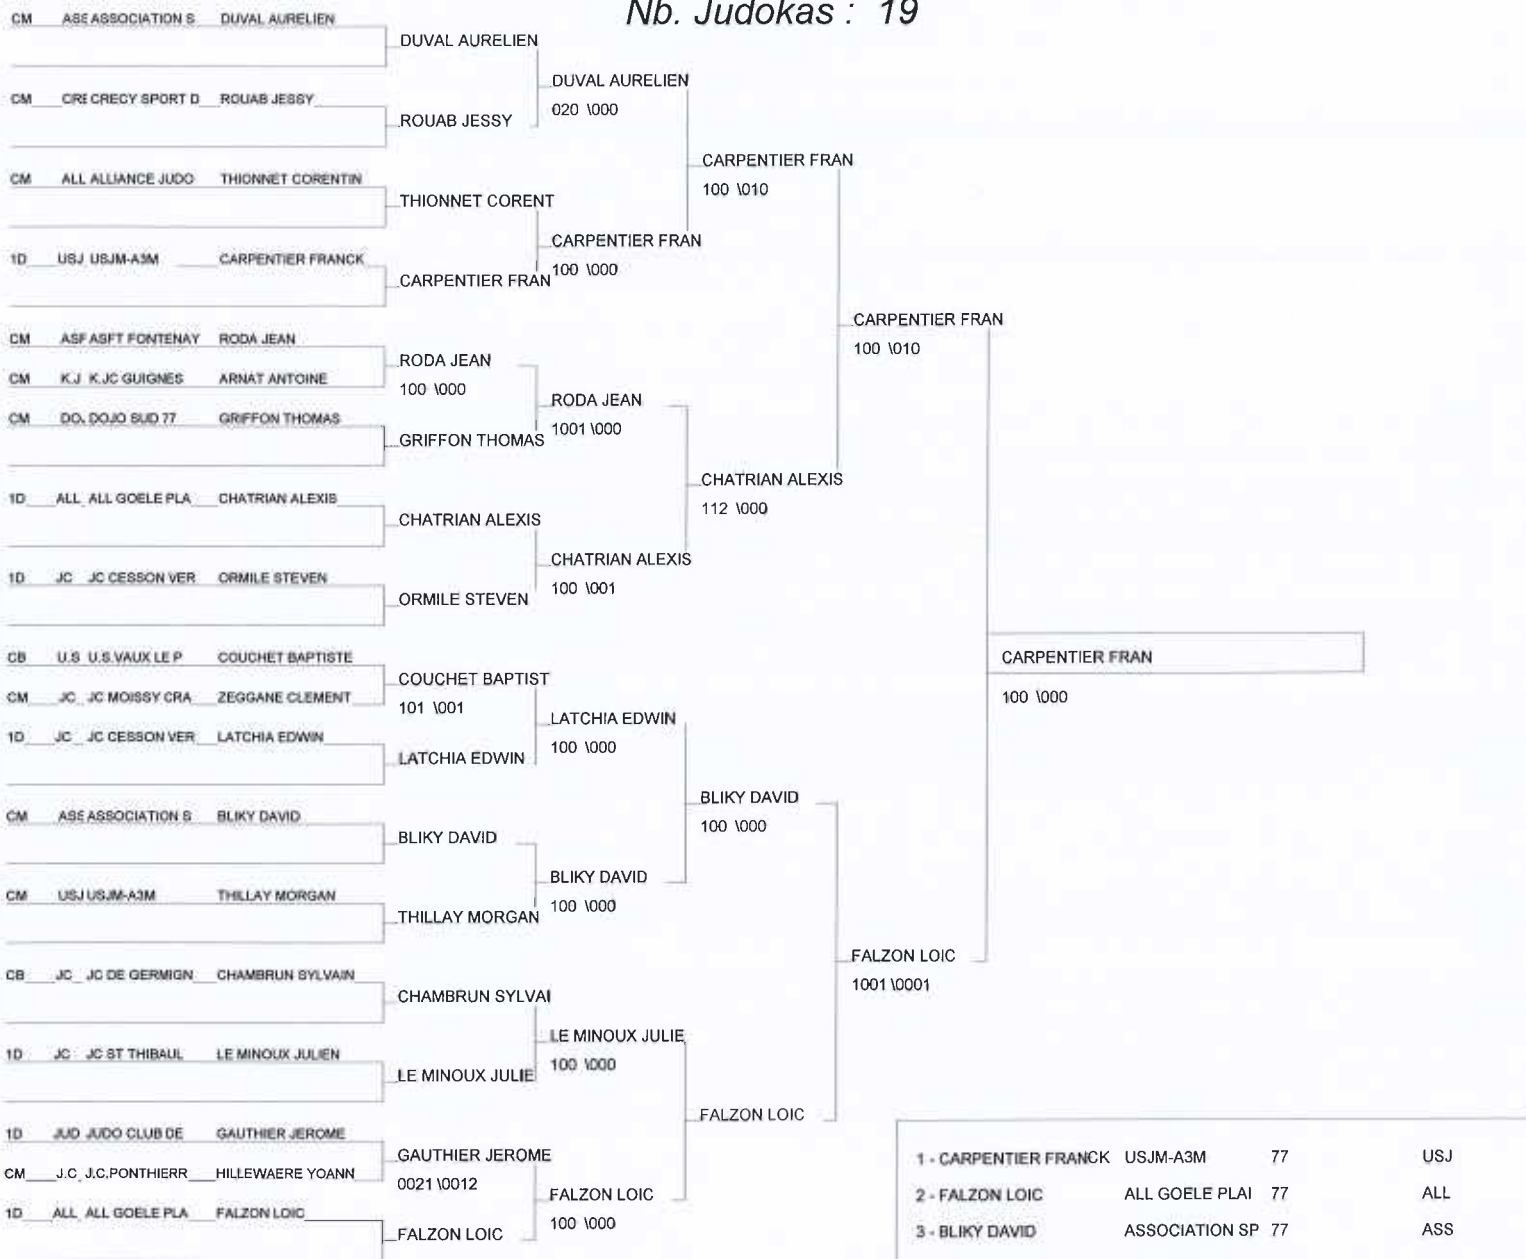 Nb. Judokas : 19
CM ASE ASSOCIATION S DUVAL AURELIEN
DUVAL AURELIEN
DUVAL AURELIEN
020 \000
CM CRE CRECY SPORT D ROUAB JESSY
ROUAB JESSY
CARPENTIER FRAN
100 \010
CM ALL ALLIANCE JUDO THIONNET CORENTIN
THIONNET CORENT
CARPENTIER FRAN
100 \000
1D USJ USJM-A3M CARPENTIER FRANCK
CARPENTIER FRAN
CARPENTIER FRAN
100 \010
CM ASF ASFT FONTENAY RODA JEAN
RODA JEAN
100 \000
CM K.J K.JC GUIGNES ARNAT ANTOINE
RODA JEAN
1001 \000
CM DO. DOJO SUD 77 GRIFFON THOMAS
GRIFFON THOMAS
CHATRIAN ALEXIS
112 \000
1D ALL ALL GOELE PLA CHATRIAN ALEXIS
CHATRIAN ALEXIS
CHATRIAN ALEXIS
100 \001
1D JC JC CESSON VER ORMILE STEVEN
ORMILE STEVEN
CARPENTIER FRAN
100 \000
CB U.S U.S.VAUX LE P COUCHET BAPTISTE
COUCHET BAPTIST
101 \001
CM JC JC MOISSY CRA ZEGGANE CLEMENT
LATCHIA EDWIN
100 \000
1D JC JC CESSON VER LATCHIA EDWIN
LATCHIA EDWIN
BLIKY DAVID
100 \000
CM ASE ASSOCIATION S BLIKY DAVID
BLIKY DAVID
BLIKY DAVID
100 \000
CM USJ USJM-A3M THILLAY MORGAN
THILLAY MORGAN
FALZON LOIC
1001 \0001
CB JC JC DE GERMIGN CHAMBRUN SYLVAIN
CHAMBRUN SYLVAI
LE MINOUX JULIE
100 \000
1D JC JC ST THIBAUL LE MINOUX JULIEN
LE MINOUX JULIE
FALZON LOIC
1D JUD JUDO CLUB DE GAUTHIER JEROME
GAUTHIER JEROME
0021 \0012
CM J.C J.C.PONTHIERR HILLEWAERE YOANN
FALZON LOIC
100 \000
1D ALL ALL GOELE PLA FALZON LOIC
FALZON LOIC
1 - CARPENTIER FRANCK USJM-A3M 77 USJ
2 - FALZON LOIC ALL GOELE PLAI 77 ALL
3 - BLIKY DAVID ASSOCIATION SP 77 ASS